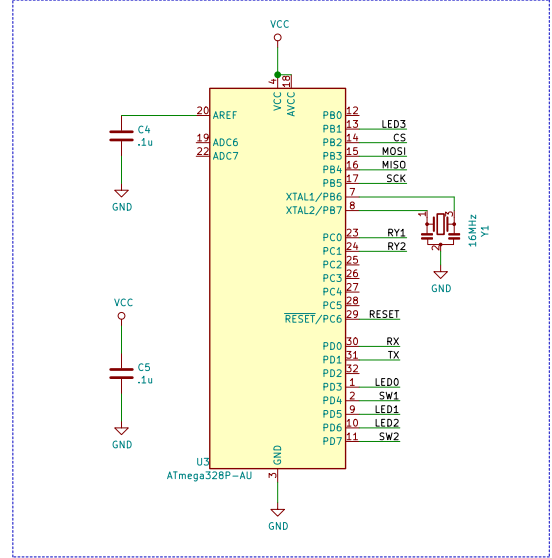 VCC
4
18
VCC
AVCC
20 AREF
19 ADC6
22 ADC7
C4
.1u
GND
VCC
C5
.1u
GND
PB0 12
PB1 13 LED3
PB2 14 CS
PB3 15 MOSI
PB4 16 MISO
PB5 17 SCK
XTAL1/PB6 7
XTAL2/PB7 8
1
3
2
16MHz
Y1
GND
PC0 23 RY1
PC1 24 RY2
PC2 25
PC3 26
PC4 27
PC5 28
RESET/PC6 29 RESET
PD0 30 RX
PD1 31 TX
PD2 32
PD3 1 LED0
PD4 2 SW1
PD5 9 LED1
PD6 10 LED2
PD7 11 SW2
GND
3
U3
ATmega328P-AU
GND